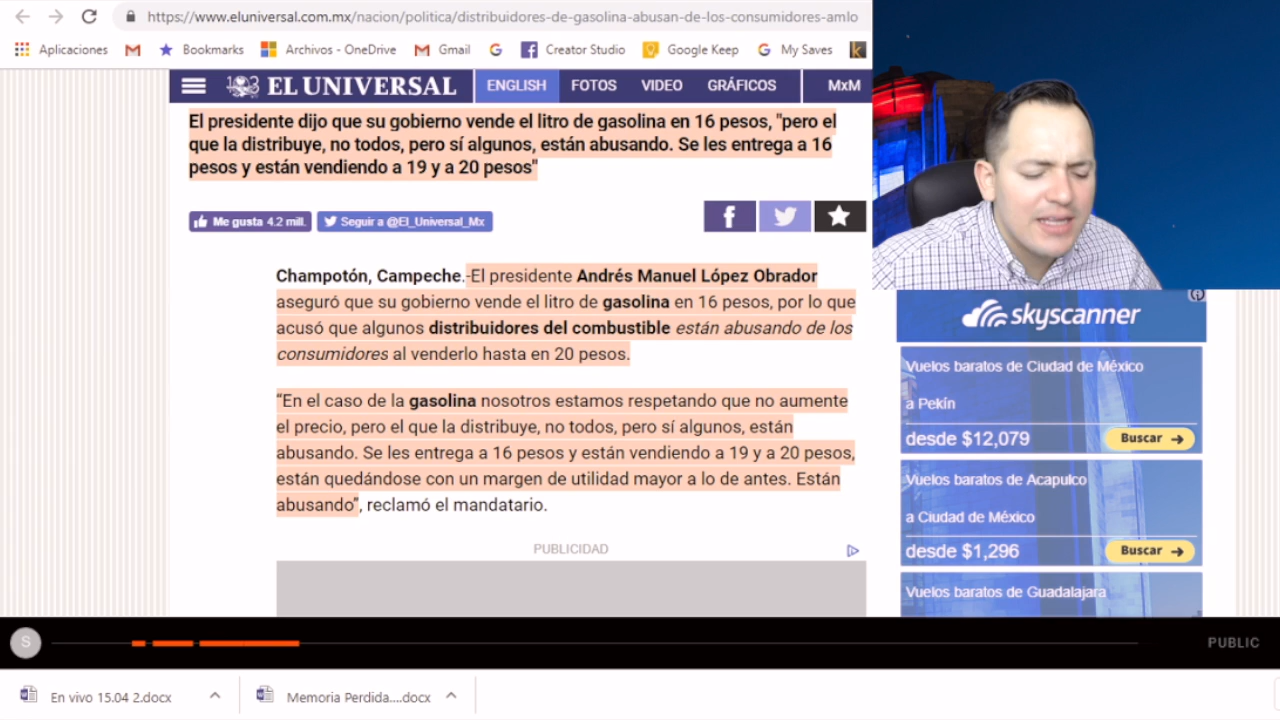 https://www.eluniversal.com.mx/nacion/politica/distribuidores-de-gasolina-abusan-de-los-consumidores-amlo
Aplicaciones Bookmarks Archivos - OneDrive Gmail Creator Studio Google Keep My Saves
EL UNIVERSAL ENGLISH FOTOS VIDEO GRÁFICOS MxM
El presidente dijo que su gobierno vende el litro de gasolina en 16 pesos, "pero el
que la distribuye, no todos, pero sí algunos, están abusando. Se les entrega a 16
pesos y están vendiendo a 19 y a 20 pesos"
Me gusta 4.2 mill. Seguir a @El_Universal_Mx
Champotón, Campeche.-El presidente Andrés Manuel López Obrador
aseguró que su gobierno vende el litro de gasolina en 16 pesos, por lo que
acusó que algunos distribuidores del combustible están abusando de los
consumidores al venderlo hasta en 20 pesos.
“En el caso de la gasolina nosotros estamos respetando que no aumente
el precio, pero el que la distribuye, no todos, pero sí algunos, están
abusando. Se les entrega a 16 pesos y están vendiendo a 19 y a 20 pesos,
están quedándose con un margen de utilidad mayor a lo de antes. Están
abusando”, reclamó el mandatario.
PUBLICIDAD
skyscanner
Vuelos baratos de Ciudad de México
a Pekín
desde $12,079 Buscar
Vuelos baratos de Acapulco
a Ciudad de México
desde $1,296 Buscar
Vuelos baratos de Guadalajara
S PUBLIC
En vivo 15.04 2.docx Memoria Perdida....docx